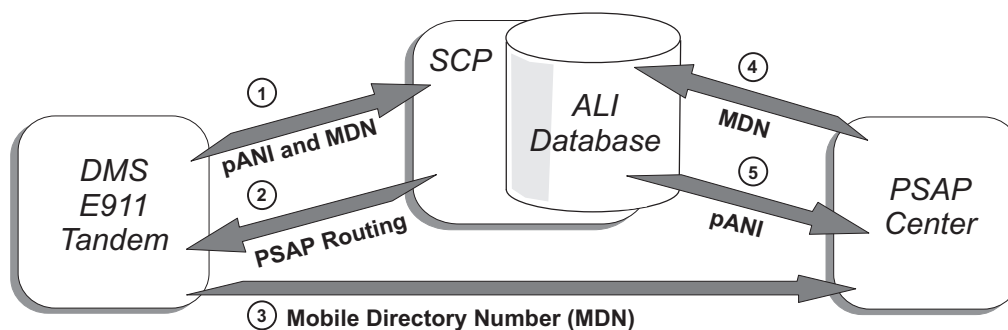 SCP
ALI
Database
DMS
E911
Tandem
PSAP
Center
1
pANI and MDN
2
PSAP Routing
3 Mobile Directory Number (MDN)
4
MDN
5
pANI